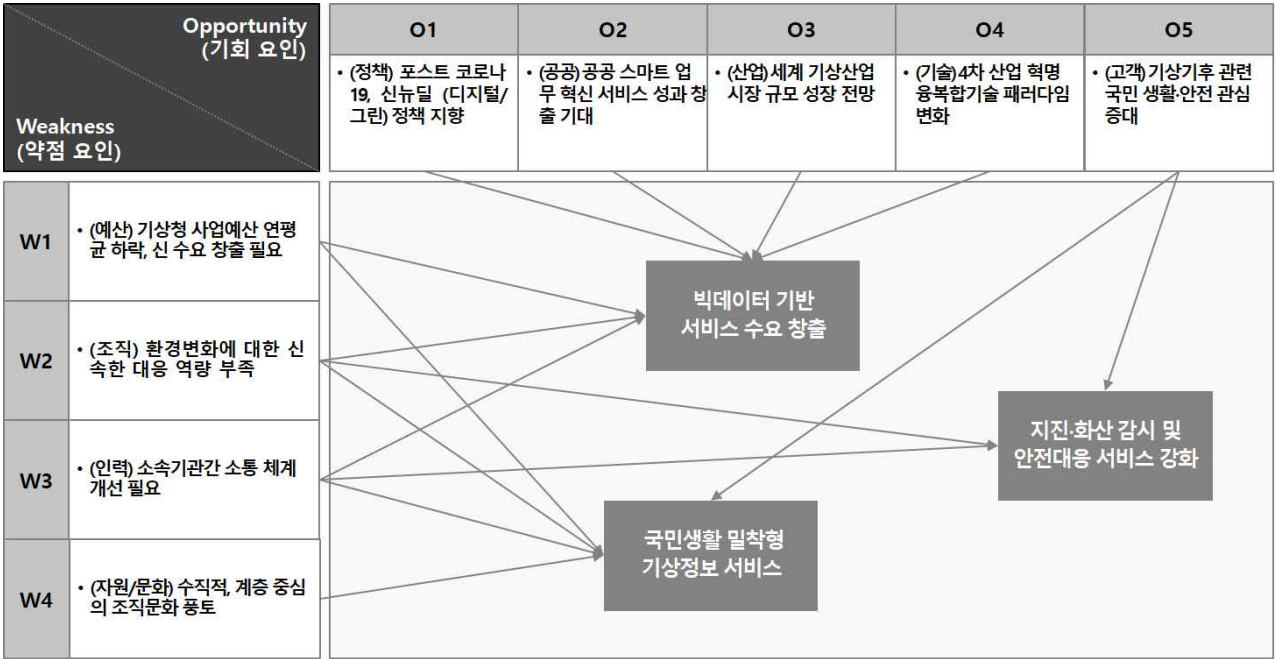 Opportunity
(기회 요인)
Weakness
(약점 요인)
O1
O2
O3
O4
O5
• (정책) 포스트 코로나
19, 신뉴딜 (디지털/
그린) 정책 지향
• (공공)공공 스마트 업
무 혁신 서비스 성과 창
출 기대
• (산업)세계 기상산업
시장 규모 성장 전망
• (기술)4차 산업 혁명
융복합기술 패러다임
변화
• (고객)기상기후 관련
국민 생활·안전 관심
증대
W1
• (예산) 기상청 사업예산 연평
균 하락, 신 수요 창출 필요
W2
• (조직) 환경변화에 대한 신
속한 대응 역량 부족
W3
• (인력) 소속기관간 소통 체계
개선 필요
W4
• (자원/문화) 수직적, 계층 중심
의 조직문화 풍토
빅데이터 기반
서비스 수요 창출
지진·화산 감시 및
안전대응 서비스 강화
국민생활 밀착형
기상정보 서비스